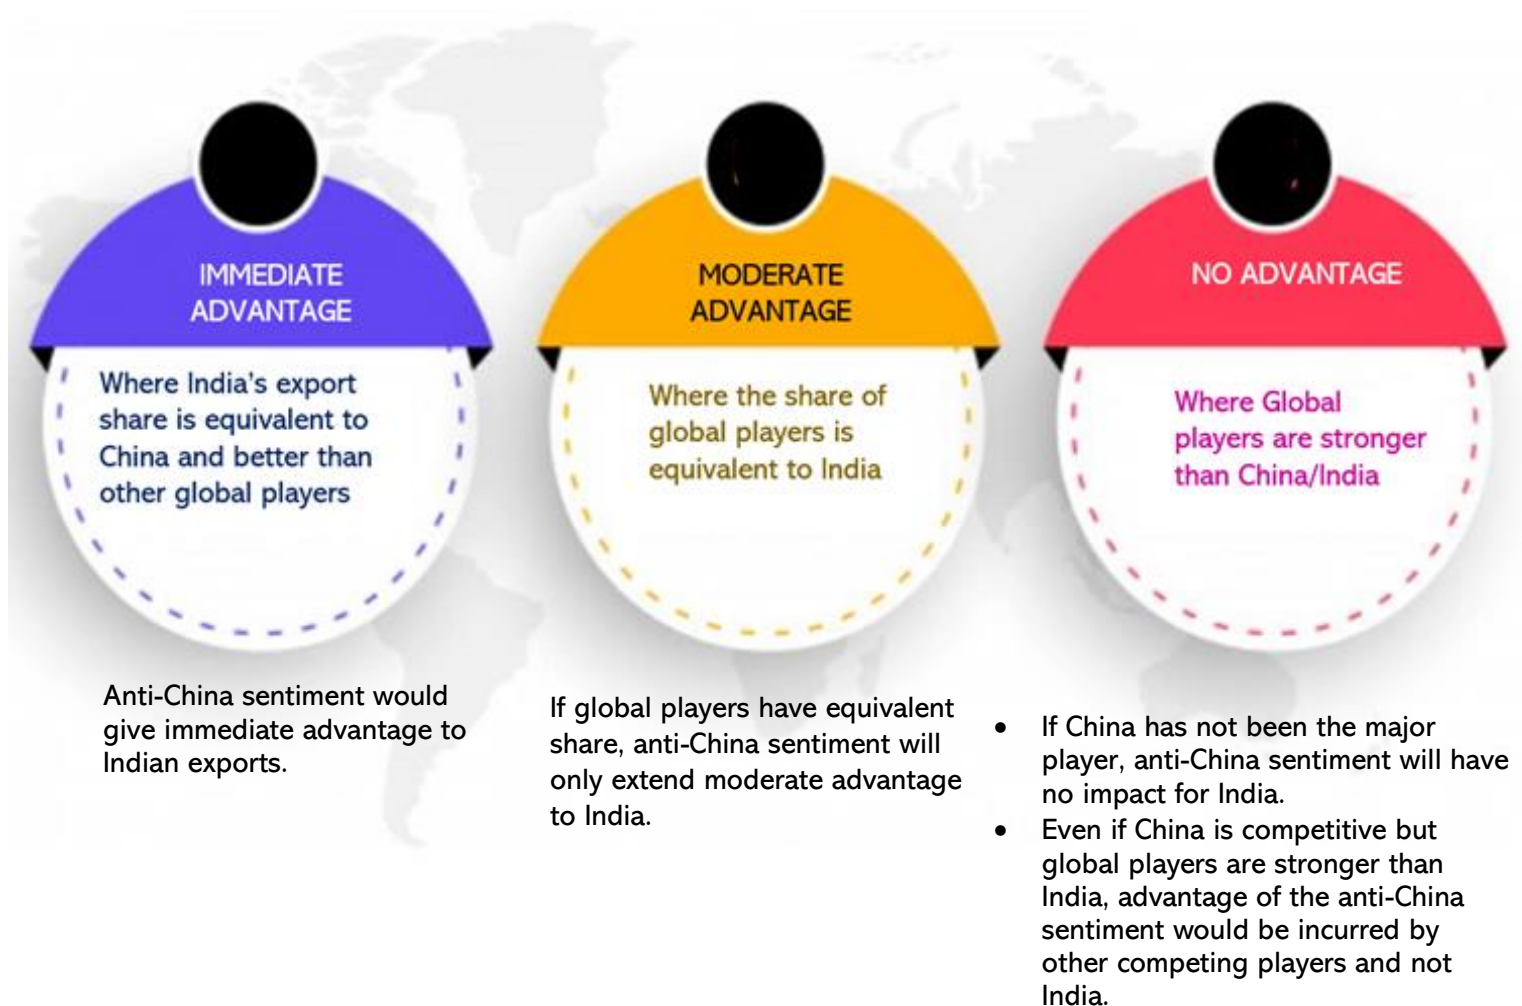 IMMEDIATE
ADVANTAGE
Where India's export
share is equivalent to
China and better than
other global players
Anti-China sentiment would
give immediate advantage to
Indian exports.
MODERATE
ADVANTAGE
Where the share of
global players is
equivalent to India
If global players have equivalent
share, anti-China sentiment will
only extend moderate advantage
to India.
NO ADVANTAGE
Where Global
players are stronger
than China/India
• If China has not been the major
player, anti-China sentiment will have
no impact for India.
• Even if China is competitive but
global players are stronger than
India, advantage of the anti-China
sentiment would be incurred by
other competing players and not
India.